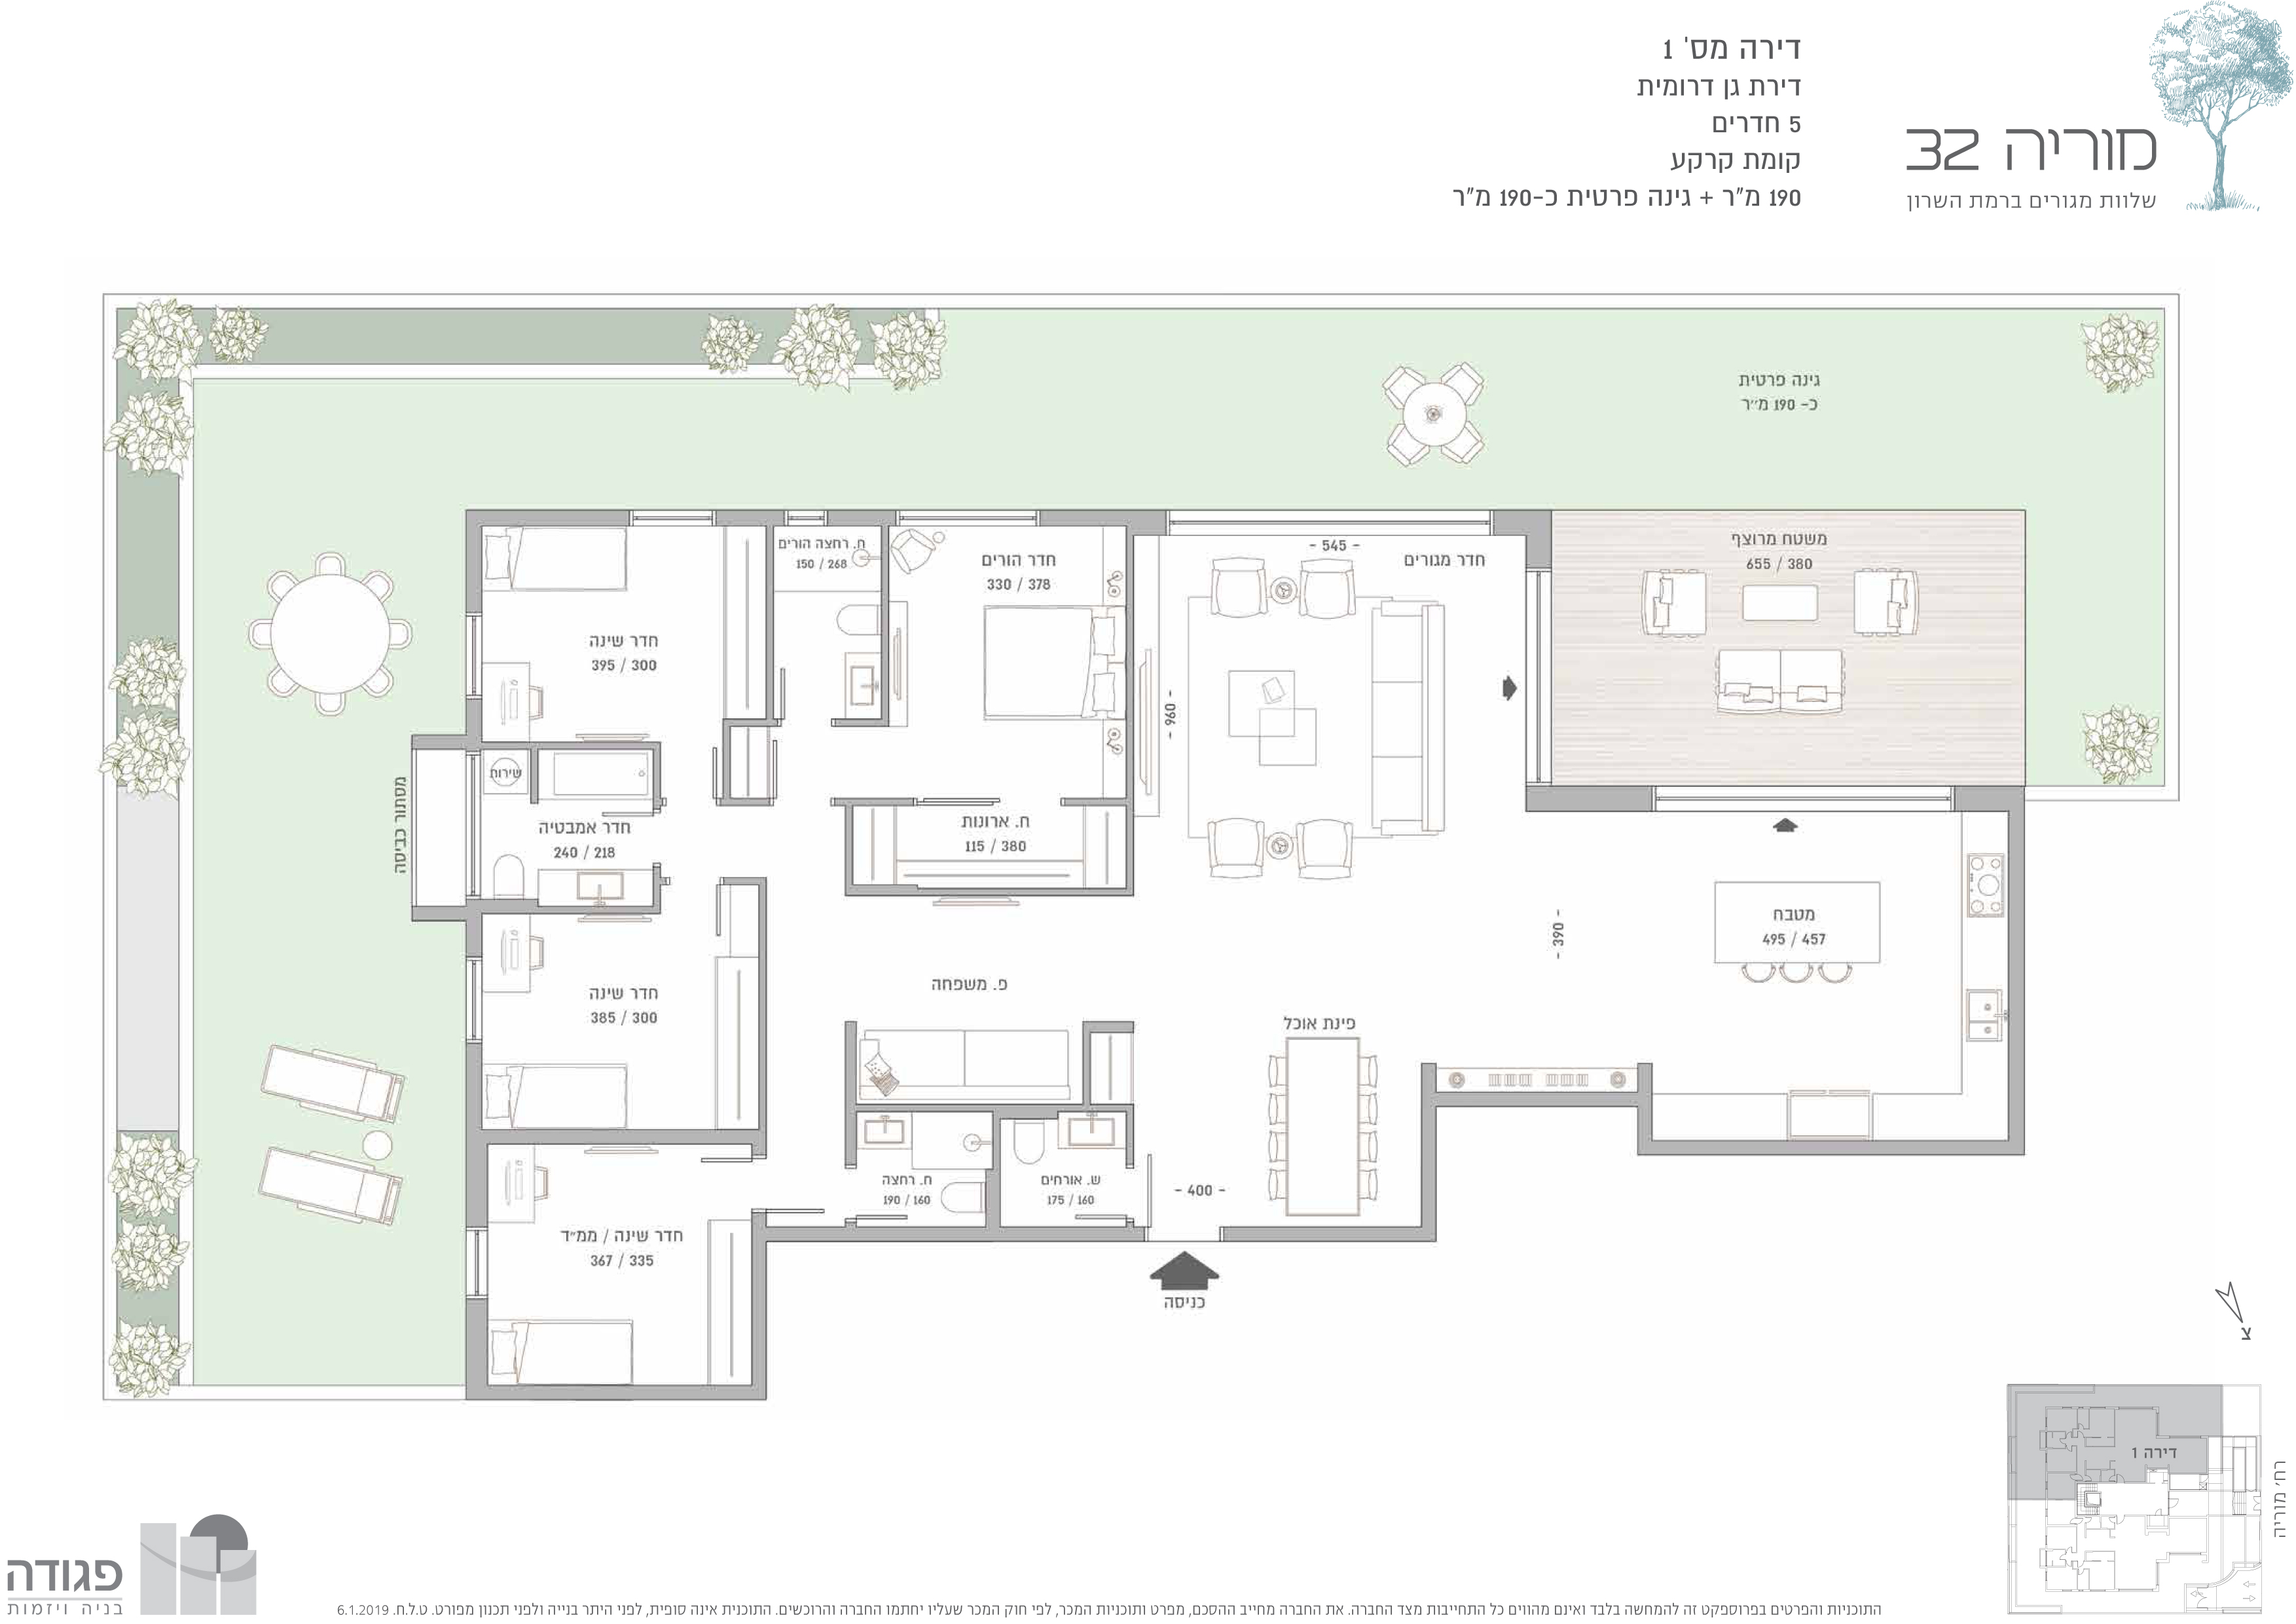 דירה מס' 1
דירת גן דרומית
5 חדרים
קומת קרקע
190 מ"ר + גינה פרטית כ-190 מ"ר
מוריה 32
שלוות מגורים ברמת השרון
גינה פרטית
כ- 190 מ"ר
משטח מרוצף
655 / 380
חדר מגורים
- 545 -
- 960 -
חדר הורים
330 / 378
ח. רחצה הורים
150 / 268
חדר שינה
395 / 300
שירות
מסתור כביסה
חדר אמבטיה
240 / 218
ח. ארונות
115 / 380
מטבח
495 / 457
- 390 -
פ. משפחה
חדר שינה
385 / 300
פינת אוכל
ח. רחצה
190 / 160
ש. אורחים
175 / 160
- 400 -
חדר שינה / ממ"ד
367 / 335
כניסה
צ
דירה 1
רח' מוריה
פגודה
בניה ויזמות
התוכניות והפרטים בפרוספקט זה להמחשה בלבד ואינם מהווים כל התחייבות מצד החברה. את החברה מחייב ההסכם, מפרט ותוכניות המכר, לפי חוק המכר שעליו יחתמו החברה והרוכשים. התוכנית אינה סופית, לפני היתר בנייה ולפני תכנון מפורט. ט.ל.ח. 6.1.2019